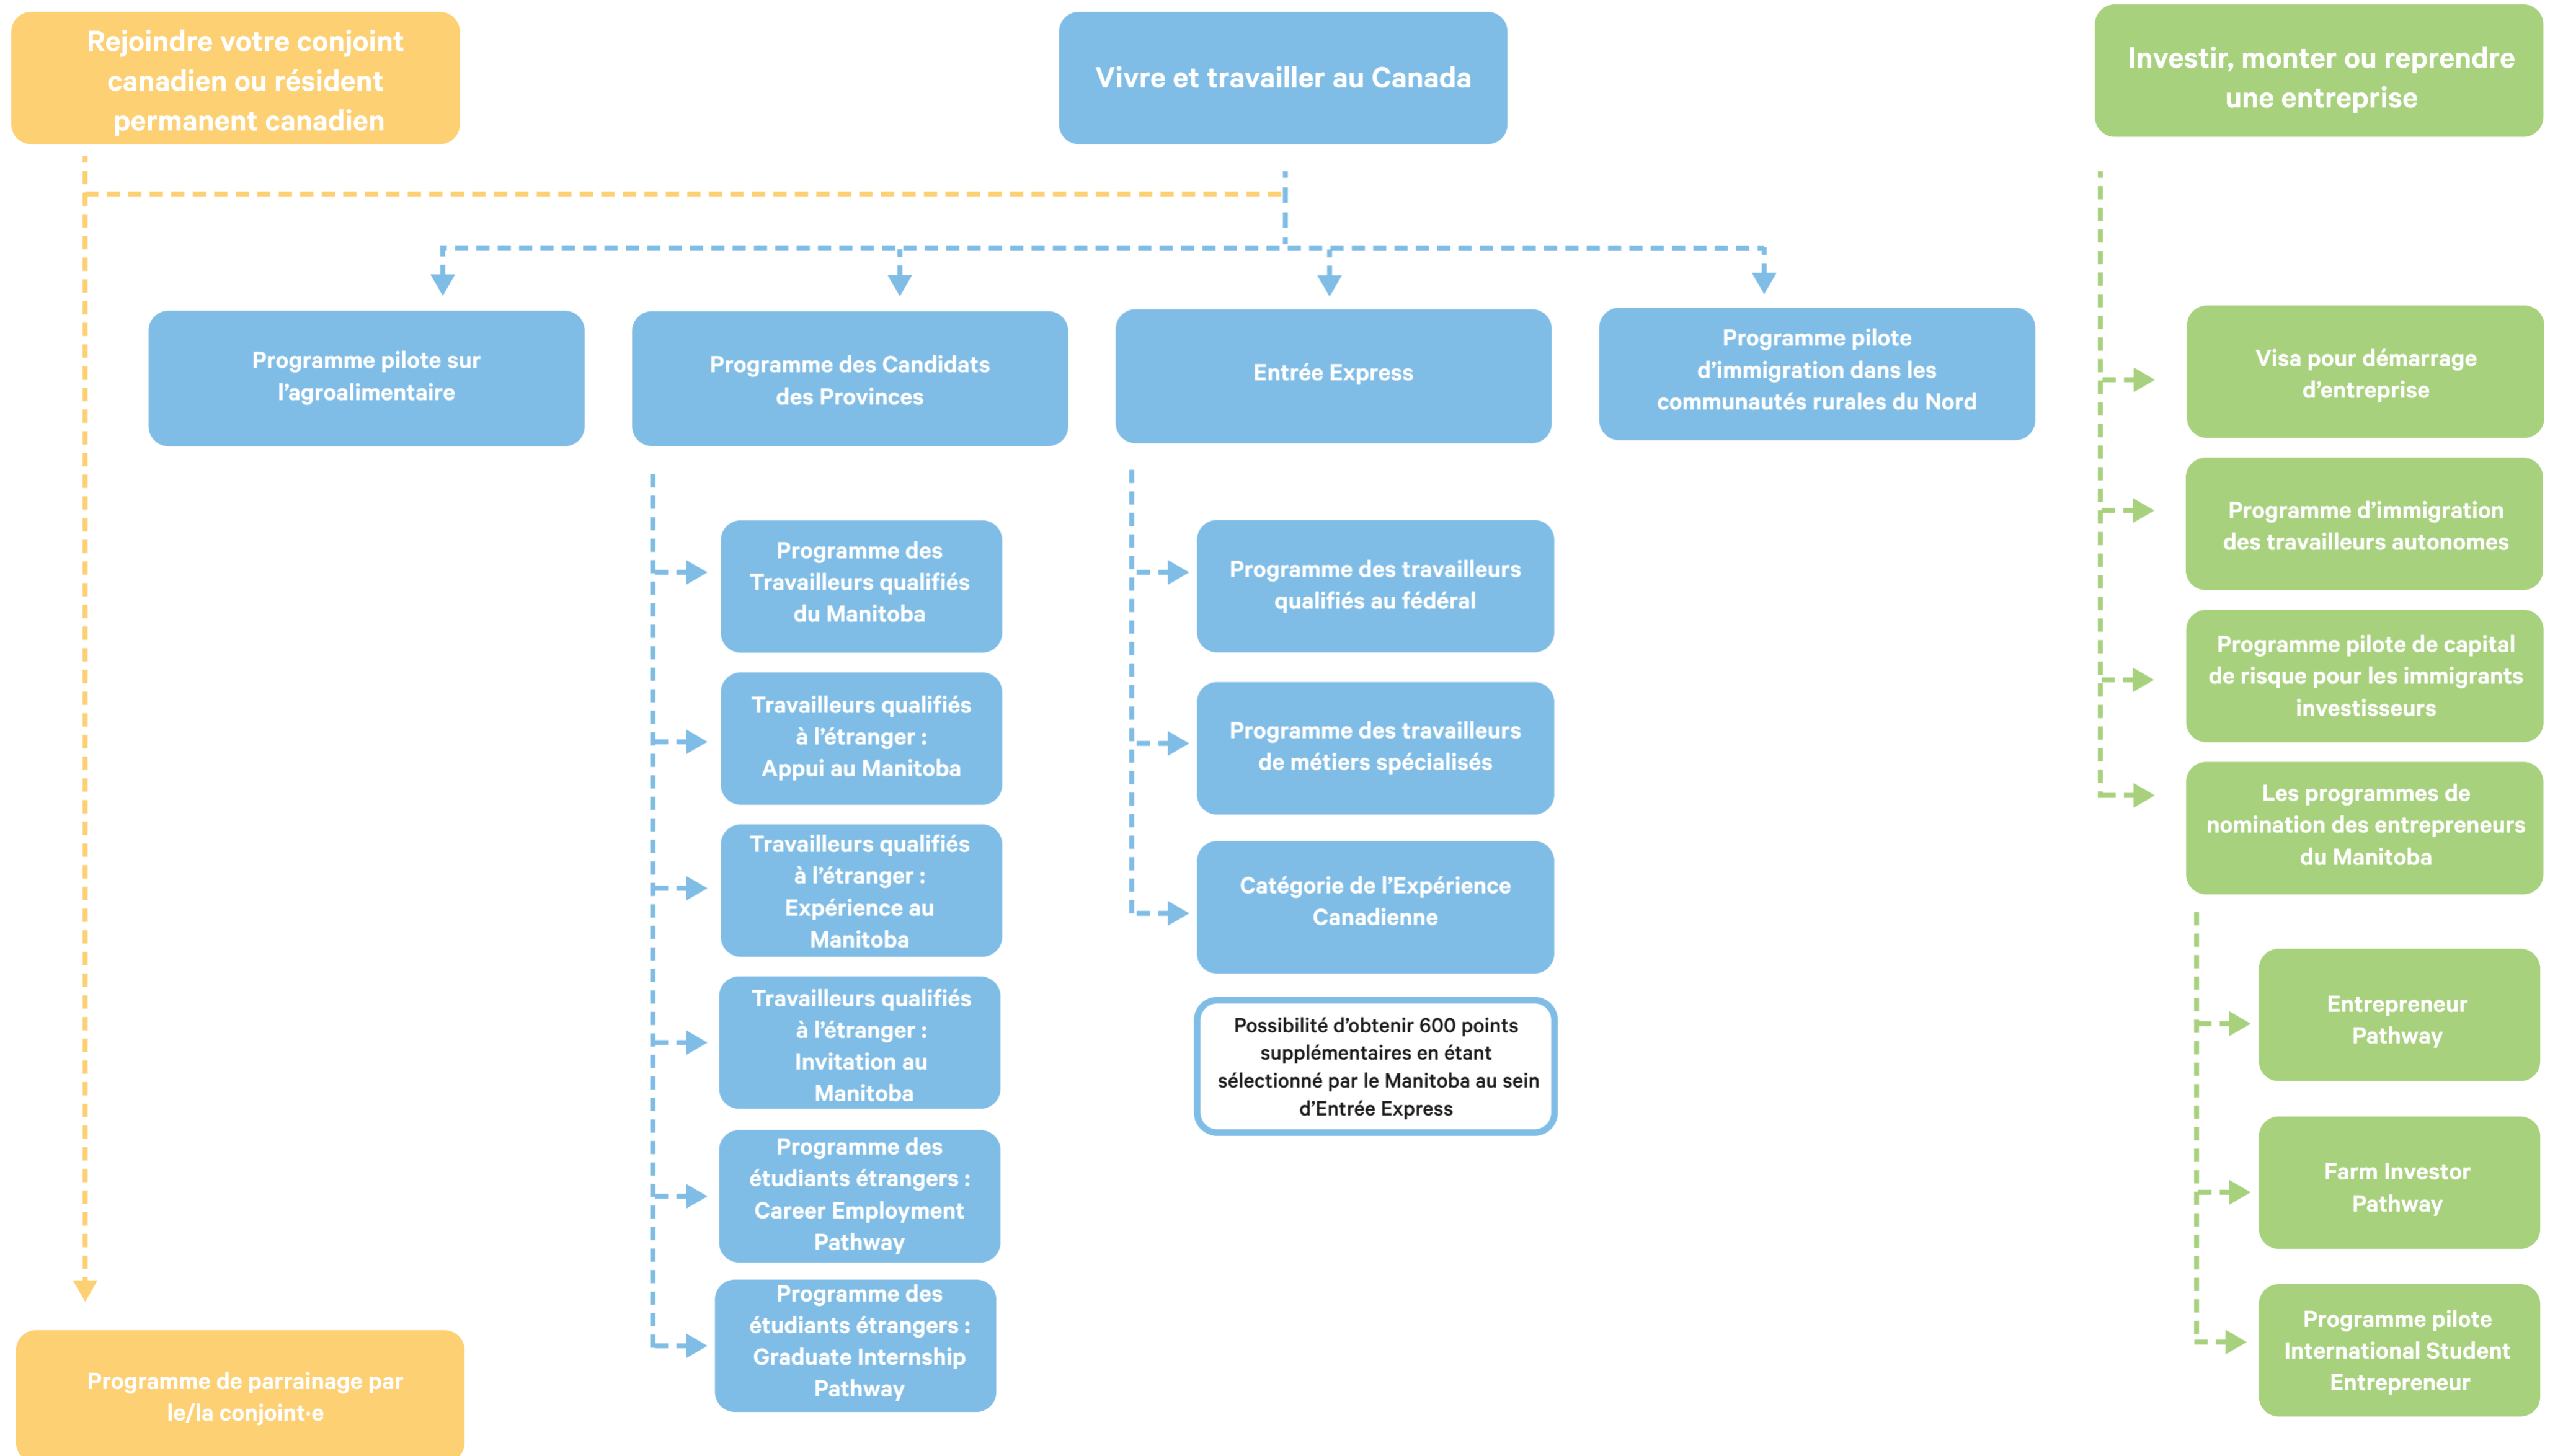 Rejoindre votre conjoint
canadien ou résident
permanent canadien
Vivre et travailler au Canada
Investir, monter ou reprendre
une entreprise
Programme pilote sur
l’agroalimentaire
Programme des Candidats
des Provinces
Entrée Express
Programme pilote
d’immigration dans les
communautés rurales du Nord
Programme des
Travailleurs qualifiés
du Manitoba
Travailleurs qualifiés
à l’étranger :
Appui au Manitoba
Travailleurs qualifiés
à l’étranger :
Expérience au
Manitoba
Travailleurs qualifiés
à l’étranger :
Invitation au
Manitoba
Programme des
étudiants étrangers :
Career Employment
Pathway
Programme des
étudiants étrangers :
Graduate Internship
Pathway
Programme des travailleurs
qualifiés au fédéral
Programme des travailleurs
de métiers spécialisés
Catégorie de l’Expérience
Canadienne
Possibilité d’obtenir 600 points
supplémentaires en étant
sélectionné par le Manitoba au sein
d’Entrée Express
Visa pour démarrage
d’entreprise
Programme d’immigration
des travailleurs autonomes
Programme pilote de capital
de risque pour les immigrants
investisseurs
Les programmes de
nomination des entrepreneurs
du Manitoba
Entrepreneur
Pathway
Farm Investor
Pathway
Programme pilote
International Student
Entrepreneur
Programme de parrainage par
le/la conjoint·e